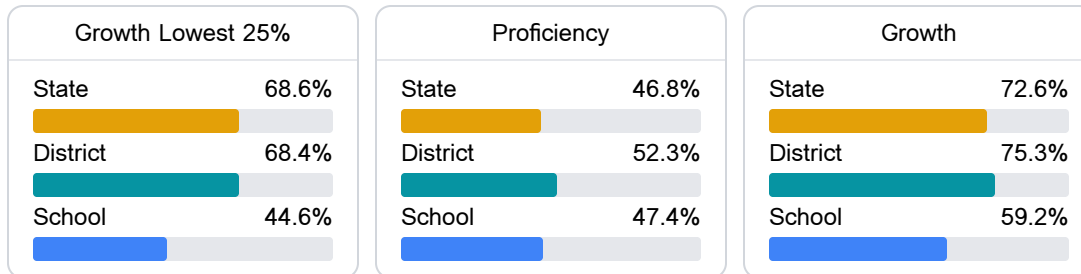 Growth Lowest 25%
State 68.6%
District 68.4%
School 44.6%
Proficiency
State 46.8%
District 52.3%
School 47.4%
Growth
State 72.6%
District 75.3%
School 59.2%